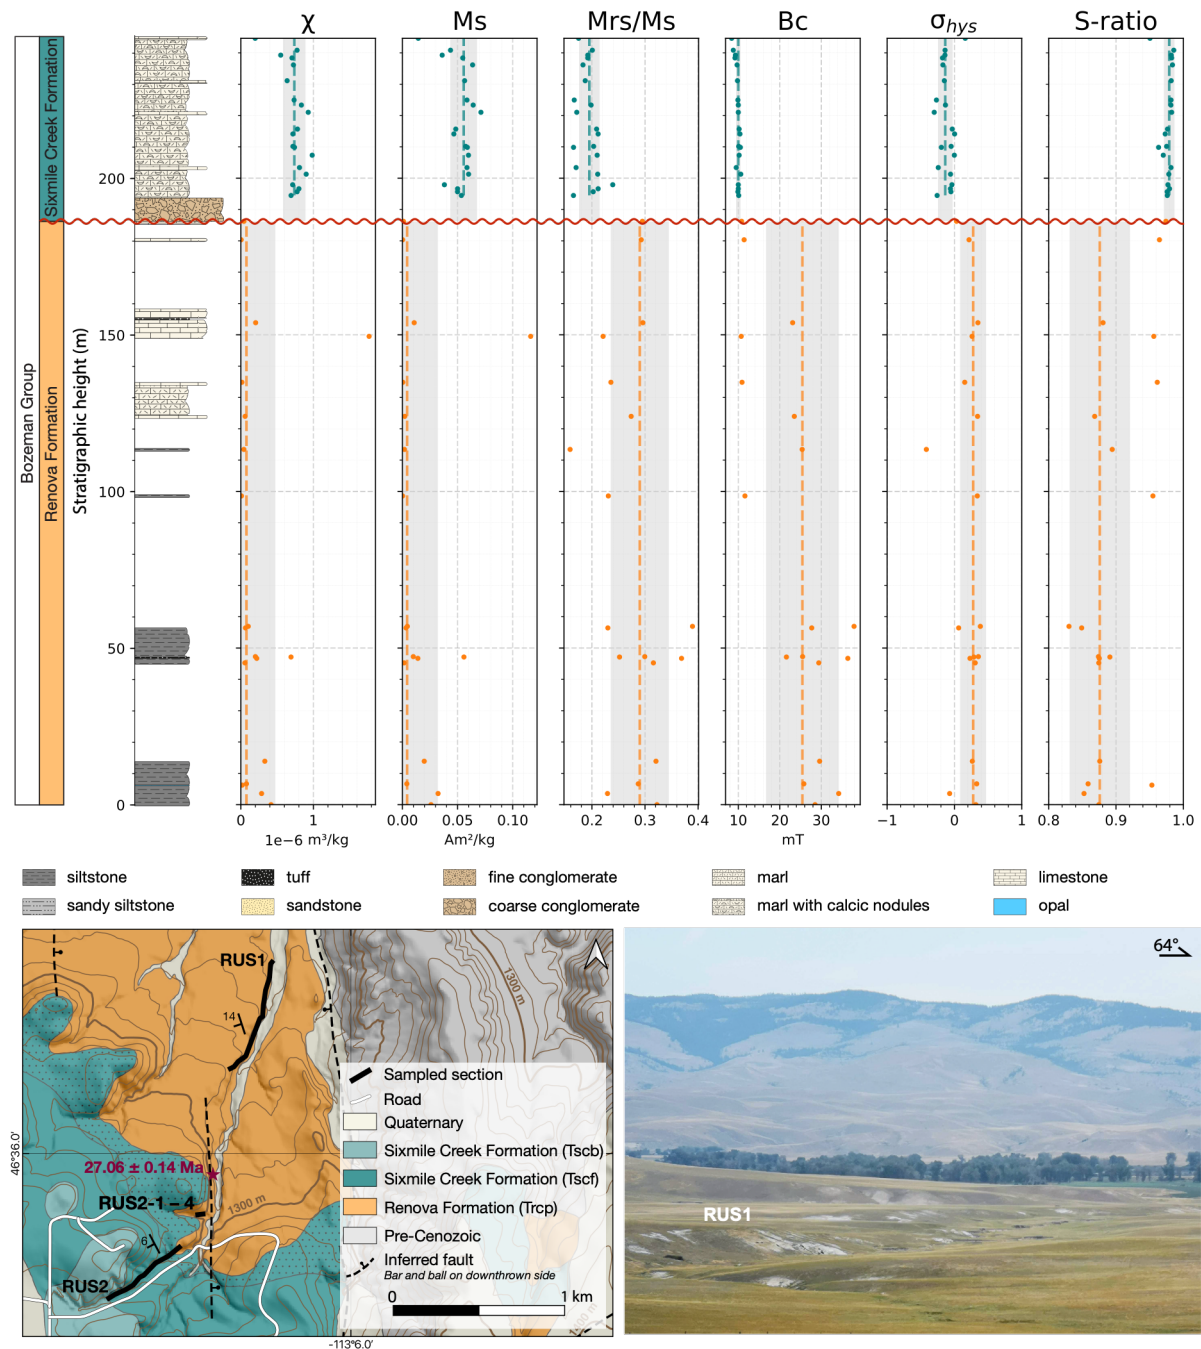 χ
Ms
Mrs/Ms
Bc
σhys
S-ratio
Bozeman Group
Sixmile Creek Formation
Renova Formation
Stratigraphic height (m)
200
150
100
50
0
0 1
1e−6 m³/kg
0.00 0.05 0.10
Am²/kg
0.2 0.3 0.4
10 30
mT
−1 0 1
0.8 0.9 1.0
siltstone
tuff
fine conglomerate
marl
limestone
sandy siltstone
sandstone
coarse conglomerate
marl with calcic nodules
opal
RUS1
14
1300 m
46°36.0'
27.06 ± 0.14 Ma
RUS2-1 – 4
1300 m
6
RUS2
Sampled section
Road
Quaternary
Sixmile Creek Formation (Tscb)
Sixmile Creek Formation (Tscf)
Renova Formation (Trcp)
Pre-Cenozoic
Inferred fault
Bar and ball on downthrown side
0 1 km
1300 m
-113°6.0'
64°
RUS1